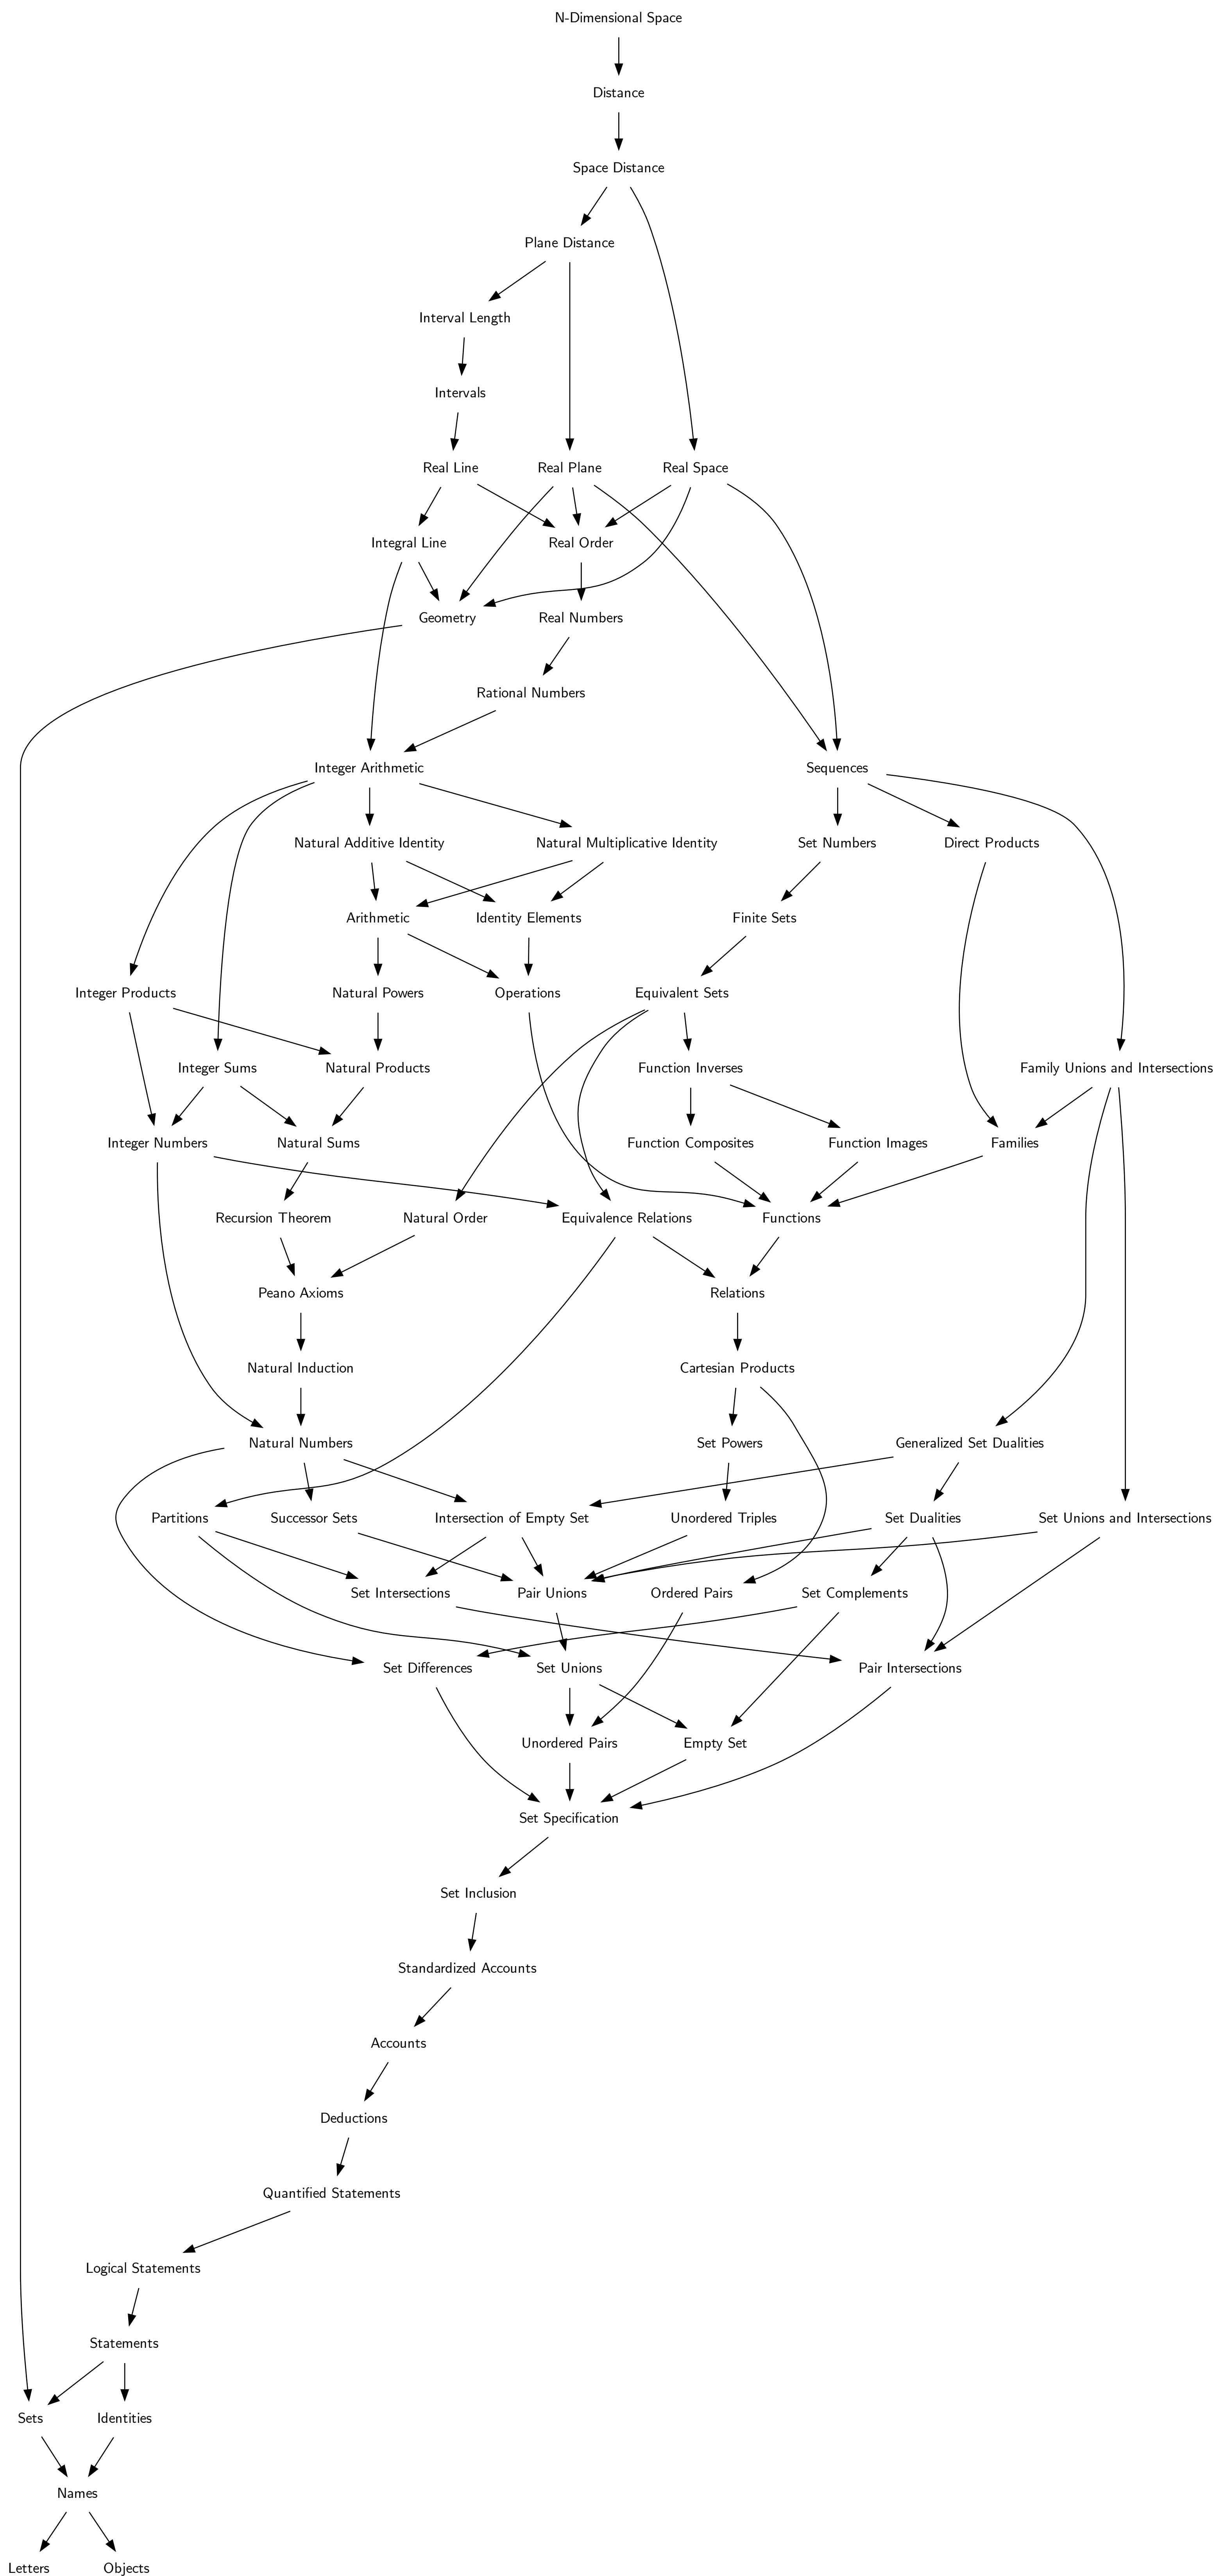 N-Dimensional Space
Distance
Space Distance
Plane Distance
Interval Length
Intervals
Real Line
Real Plane
Real Space
Integral Line
Real Order
Geometry
Real Numbers
Rational Numbers
Integer Arithmetic
Sequences
Natural Additive Identity
Natural Multiplicative Identity
Set Numbers
Direct Products
Arithmetic
Identity Elements
Finite Sets
Integer Products
Natural Powers
Operations
Equivalent Sets
Integer Sums
Natural Products
Function Inverses
Family Unions and Intersections
Integer Numbers
Natural Sums
Function Composites
Function Images
Families
Recursion Theorem
Natural Order
Equivalence Relations
Functions
Peano Axioms
Relations
Natural Induction
Cartesian Products
Natural Numbers
Set Powers
Generalized Set Dualities
Partitions
Successor Sets
Intersection of Empty Set
Unordered Triples
Set Dualities
Set Unions and Intersections
Set Intersections
Pair Unions
Ordered Pairs
Set Complements
Set Differences
Set Unions
Pair Intersections
Unordered Pairs
Empty Set
Set Specification
Set Inclusion
Standardized Accounts
Accounts
Deductions
Quantified Statements
Logical Statements
Statements
Sets
Identities
Names
Letters
Objects